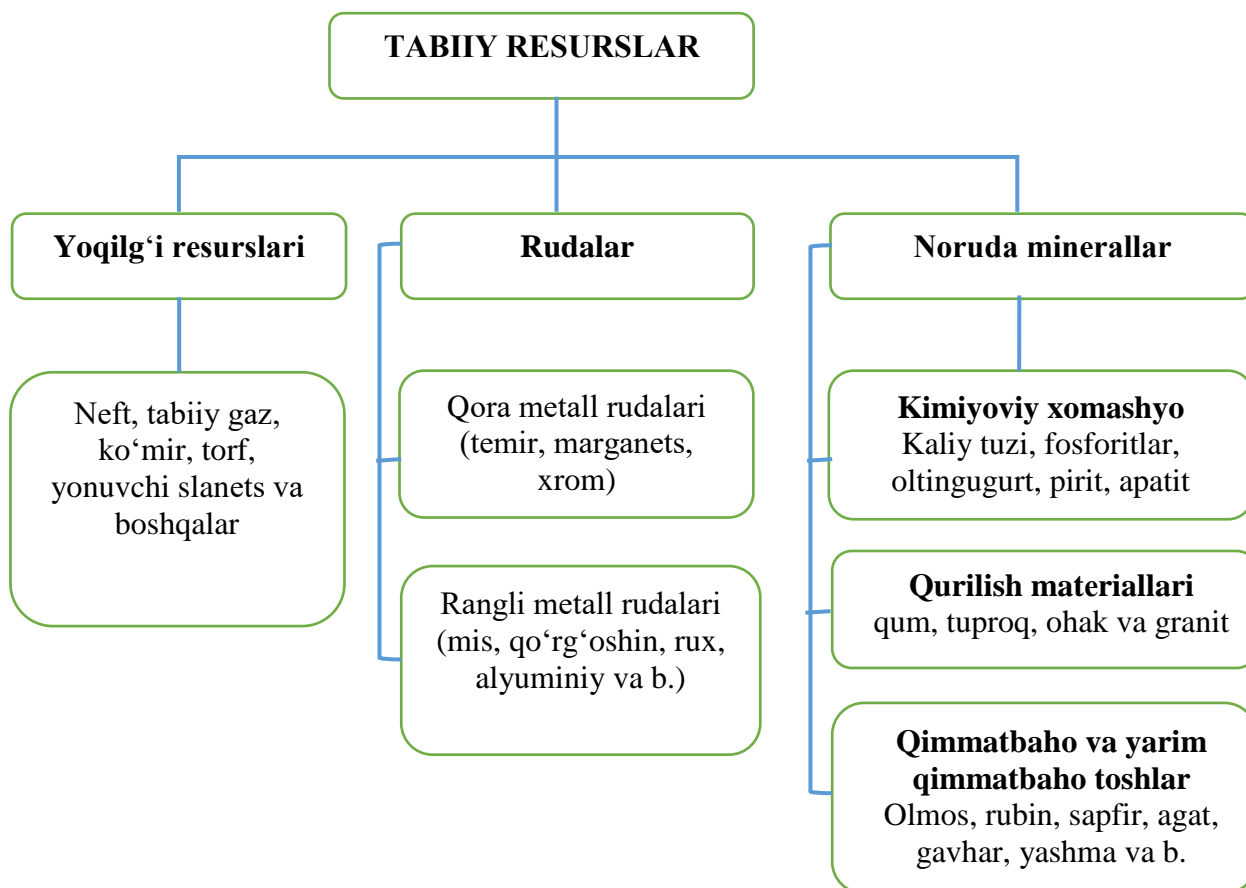 TABIIY RESURSLAR
Yoqilg‘i resurslari
Neft, tabiiy gaz,
ko‘mir, torf,
yonuvchi slanets va
boshqalar
Rudalar
Qora metall rudalari
(temir, marganets,
xrom)
Rangli metall rudalari
(mis, qo‘rg‘oshin, rux,
alyuminiy va b.)
Noruda minerallar
Kimiyoviy xomashyo
Kaliy tuzi, fosforitlar,
oltingugurt, pirit, apatit
Qurilish materiallari
qum, tuproq, ohak va granit
Qimmatbaho va yarim
qimmatbaho toshlar
Olmos, rubin, sapfir, agat,
gavhar, yashma va b.